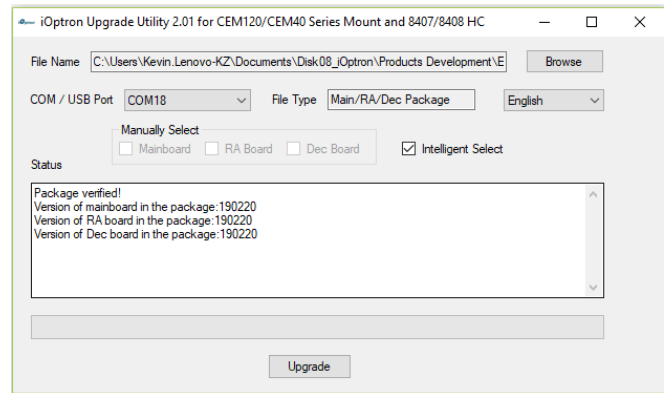 iOptron Upgrade Utility 2.01 for CEM120/CEM40 Series Mount and 8407/8408 HC
File Name C:\Users\Kevin.Lenovo-KZ\Documents\Disk08_iOptron\Products Development\E Browse
COM / USB Port COM18 File Type Main/RA/Dec Package English
Manually Select
Mainboard RA Board Dec Board Intelligent Select
Status
Package verified!
Version of mainboard in the package:190220
Version of RA board in the package:190220
Version of Dec board in the package:190220
Upgrade